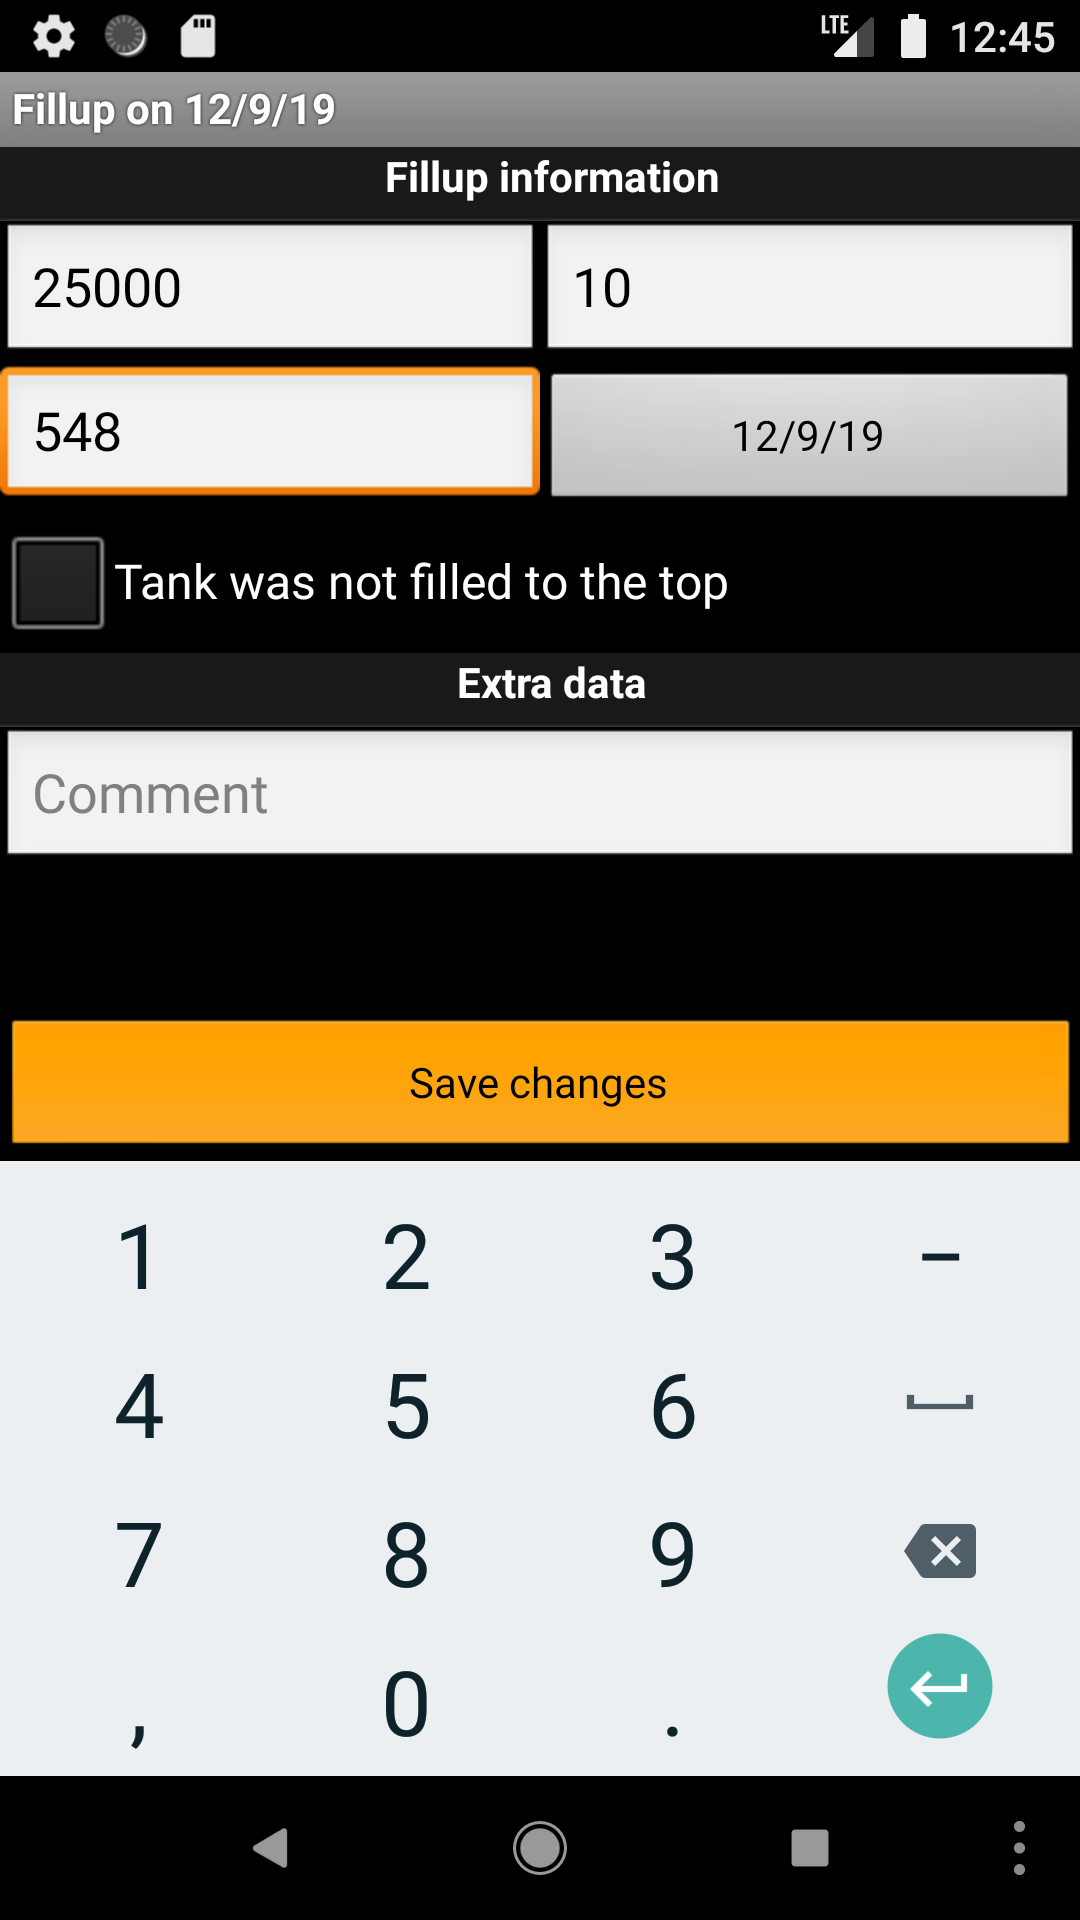 LTE 12:45
Fillup on 12/9/19
Fillup information
25000 10
548 12/9/19
Tank was not filled to the top
Extra data
Comment
Save changes
1 2 3 –
4 5 6
7 8 9
, 0 .